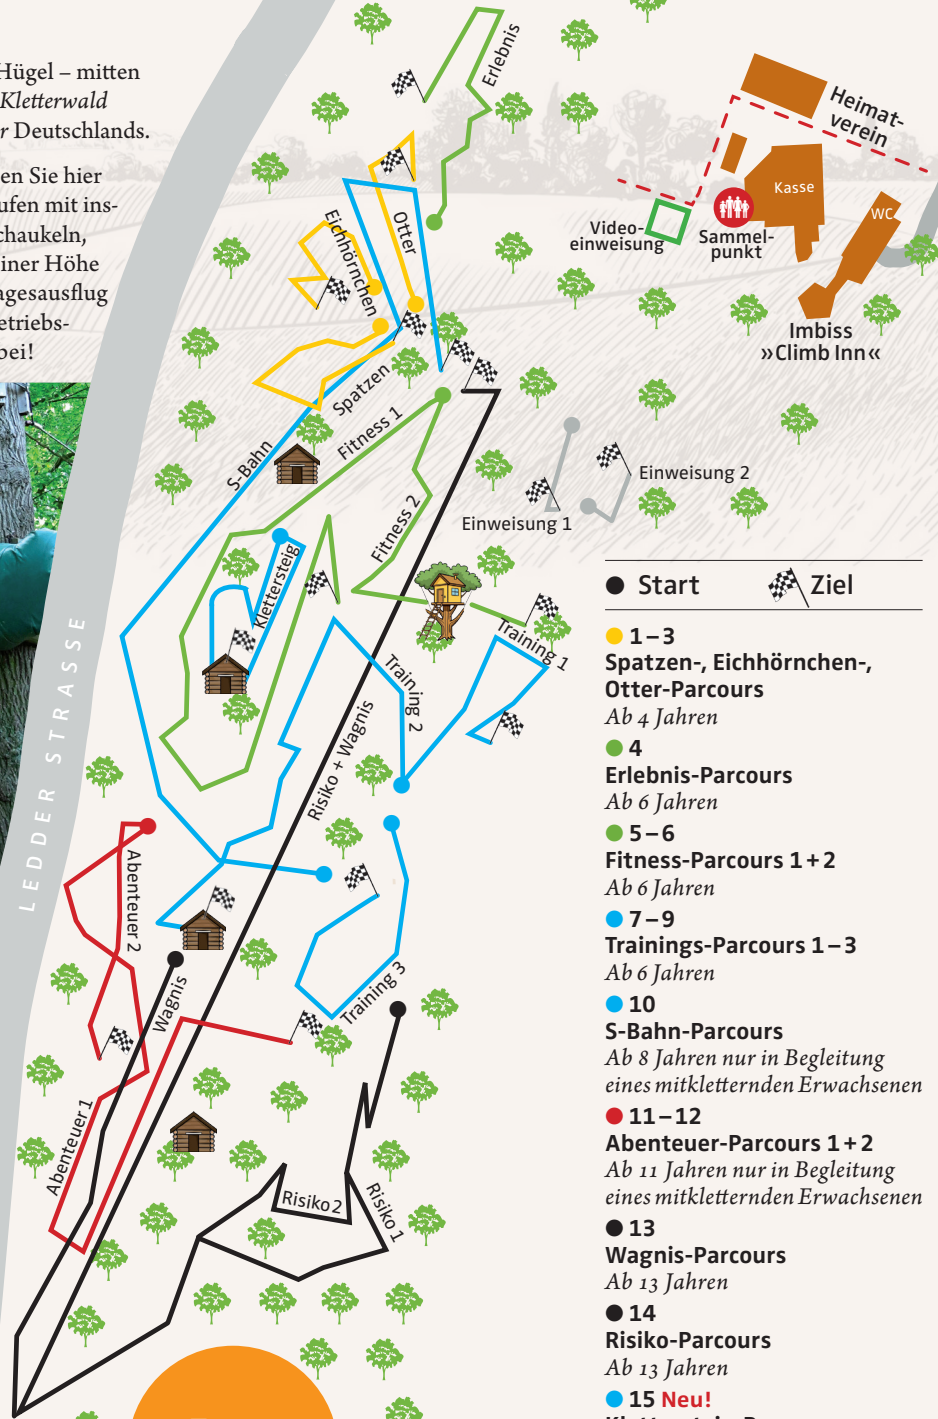 Hügel – mitten
Kletterwald
r Deutschlands.
en Sie hier
ufen mit ins-
chaukeln,
iner Höhe
agesausflug
etriebs-
bei!
LEDDER STRASSE
Erlebnis
Otter
Eichhörnchen
Spatzen
S-Bahn
Fitness 1
Fitness 2
Klettersteig
Training 1
Training 2
Risiko + Wagnis
Abenteuer 2
Wagnis
Training 3
Abenteuer 1
Risiko 2
Risiko 1
Einweisung 1
Einweisung 2
Heimat-
verein
Kasse
WC
Video-
einweisung
Sammel-
punkt
Imbiss
»Climb Inn«
Start
Ziel
1–3
Spatzen-, Eichhörnchen-,
Otter-Parcours
Ab 4 Jahren
4
Erlebnis-Parcours
Ab 6 Jahren
5–6
Fitness-Parcours 1+2
Ab 6 Jahren
7–9
Trainings-Parcours 1–3
Ab 6 Jahren
10
S-Bahn-Parcours
Ab 8 Jahren nur in Begleitung
eines mitkletternden Erwachsenen
11–12
Abenteuer-Parcours 1+2
Ab 11 Jahren nur in Begleitung
eines mitkletternden Erwachsenen
13
Wagnis-Parcours
Ab 13 Jahren
14
Risiko-Parcours
Ab 13 Jahren
15 Neu!